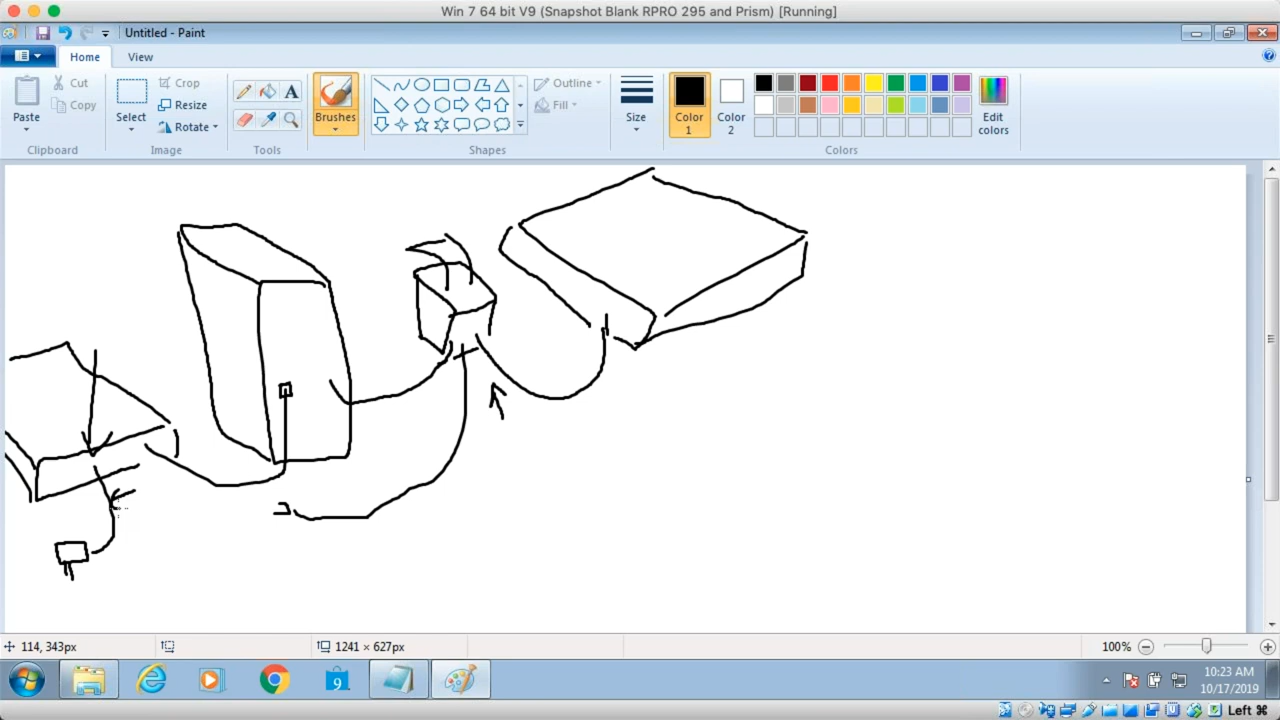 Win 7 64 bit V9 (Snapshot Blank RPRO 295 and Prism) [Running]
Untitled - Paint
Home
View
Paste
Cut
Copy
Clipboard
Select
Crop
Resize
Rotate
Image
A
Tools
Brushes
Shapes
Outline
Fill
Size
Color 1
Color 2
Edit colors
Colors
114, 343px
1241 × 627px
100%
9
10:23 AM
10/17/2019
Left ⌘